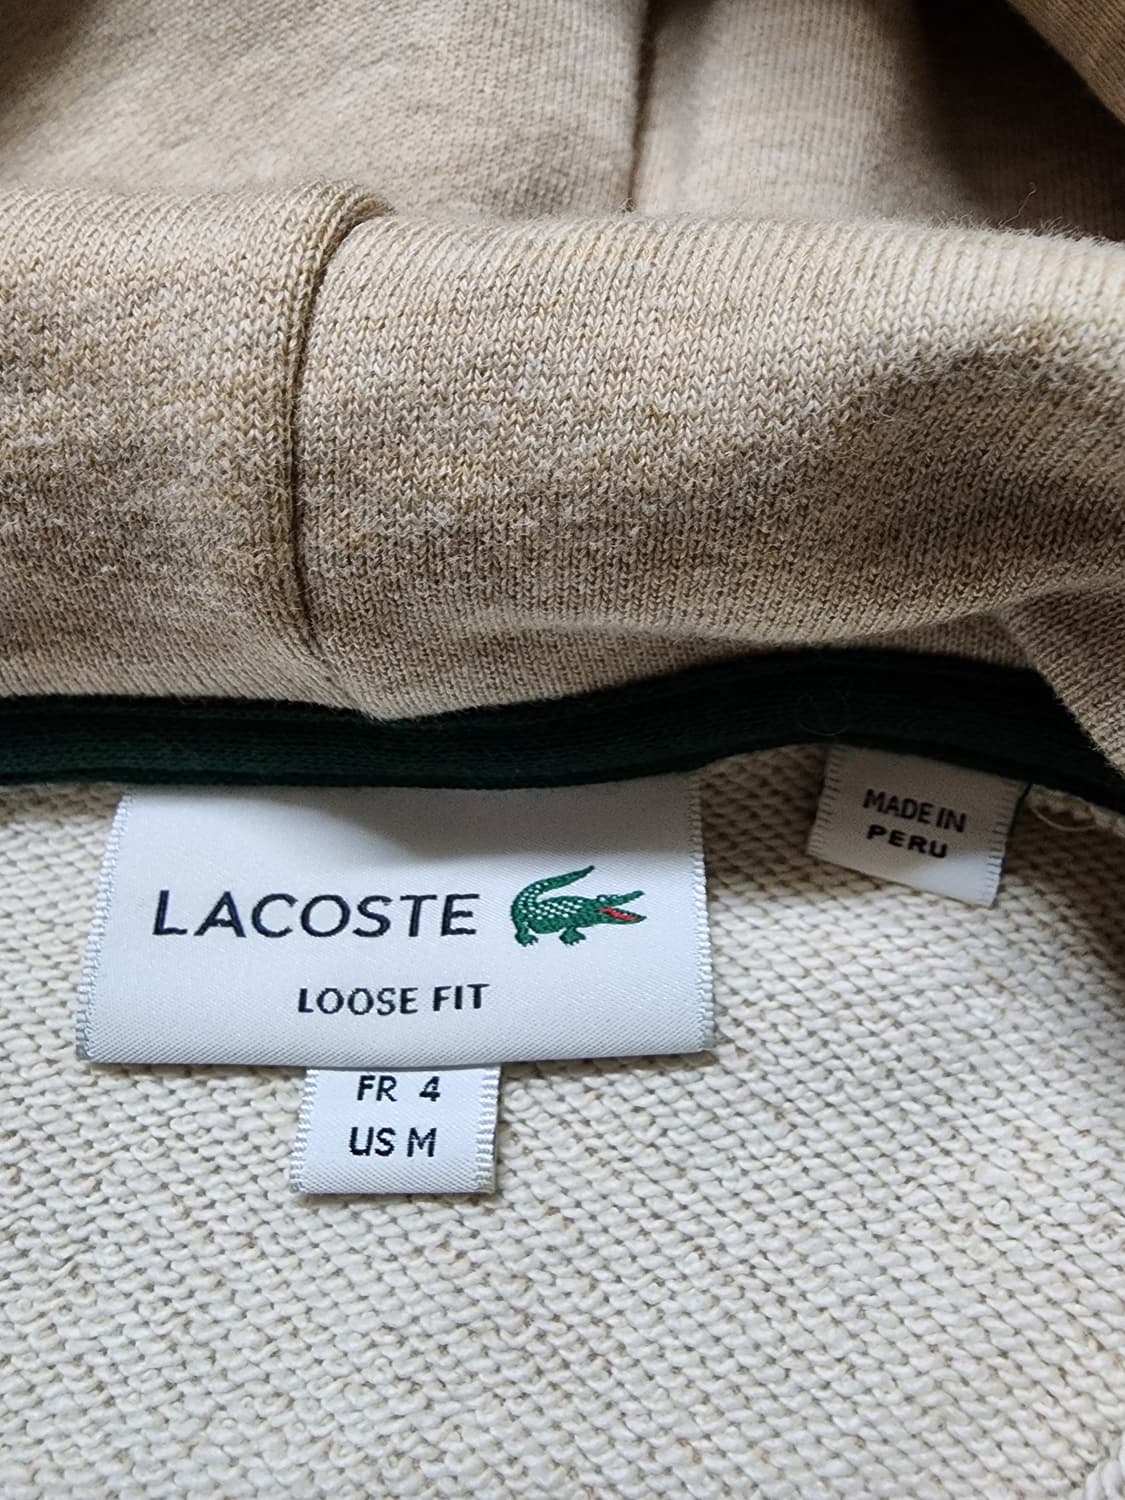 MADE IN
PERU
LACOSTE
LOOSE FIT
FR 4
US M